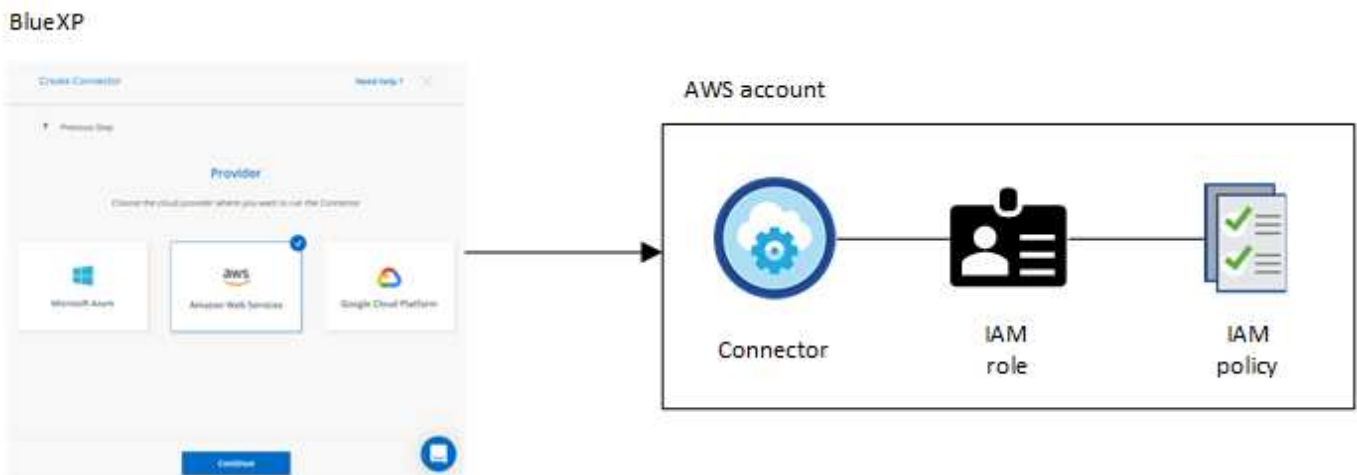 BlueXP
Create Connector
Need help?
Previous Step
Provider
Choose the cloud provider where you want to run the Connector
Microsoft Azure
aws
Amazon Web Services
Google Cloud Platform
Continue
AWS account
Connector
IAM
role
IAM
policy